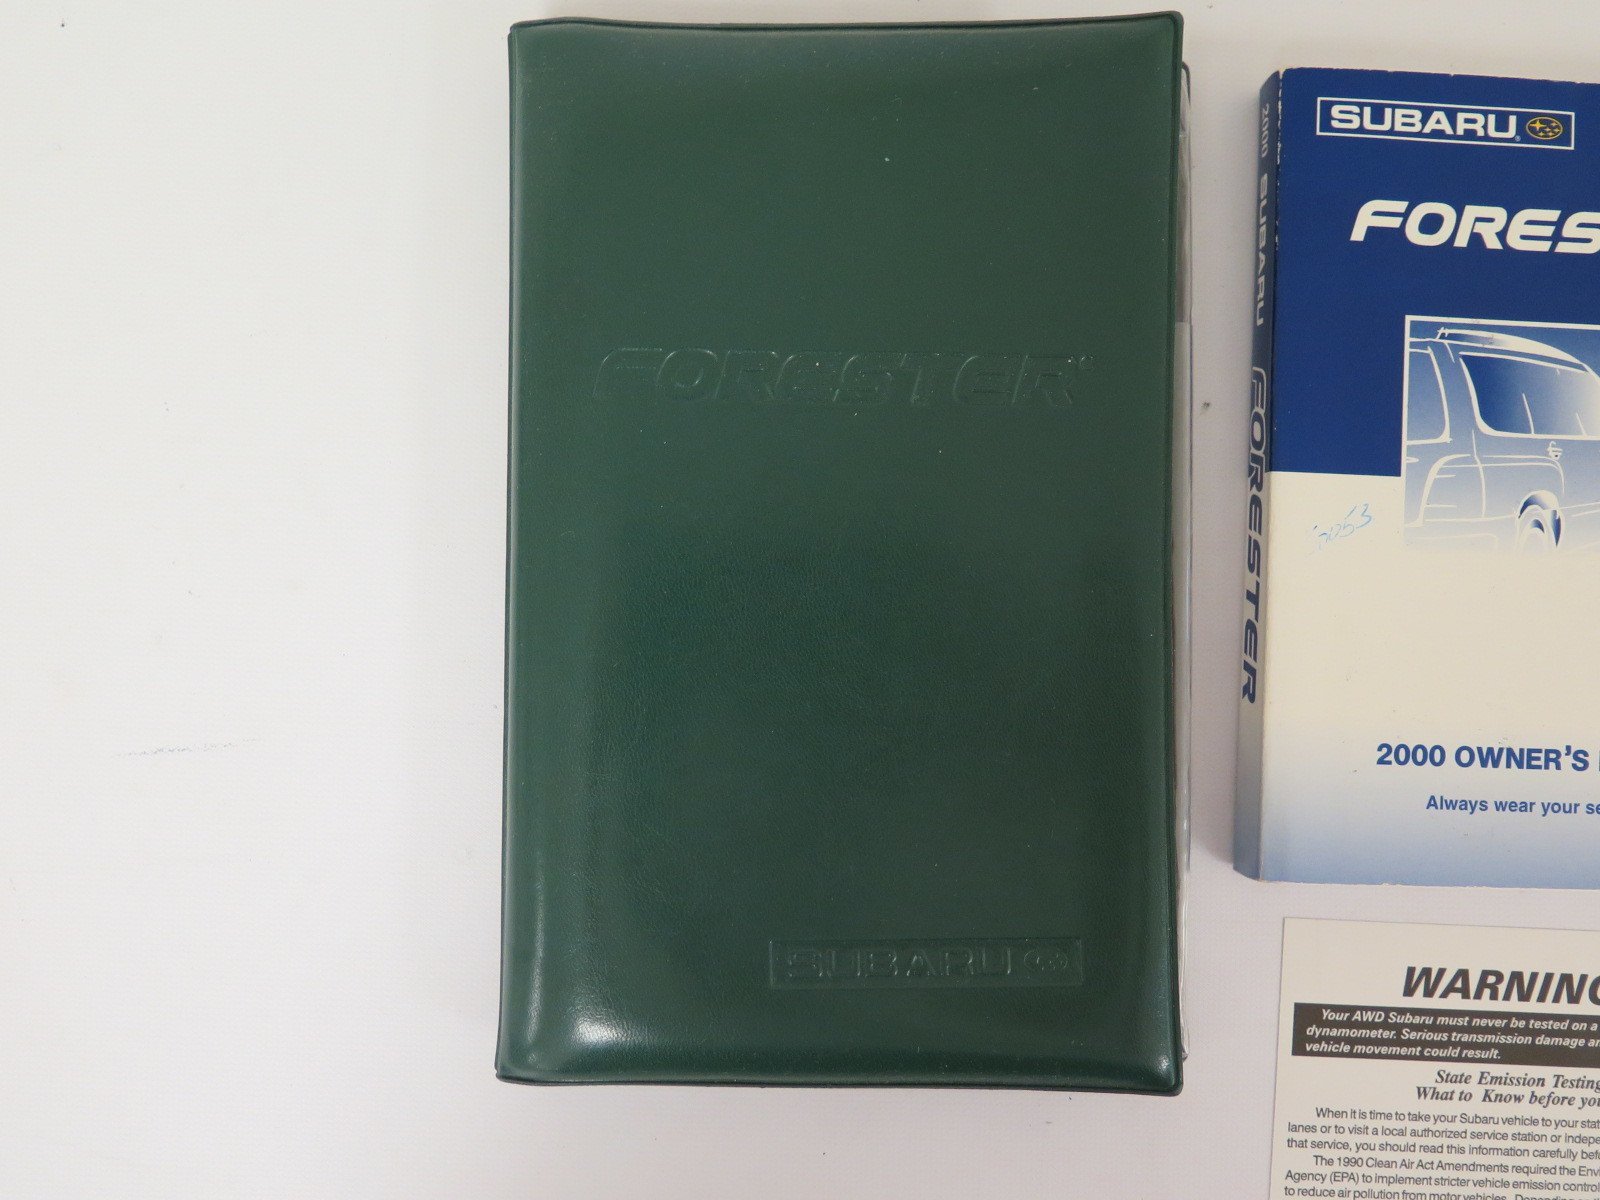 FORESTER®
SUBARU
2000 SUBARU FORESTER
SUBARU®
FORES
2000 OWNER'S
Always wear your se
WARNING
Your AWD Subaru must never be tested on a
dynamometer. Serious transmission damage an
vehicle movement could result.
State Emission Testing
What to Know before you
When it is time to take your Subaru vehicle to your stat
lanes or to visit a local authorized service station or indepe
that service, you should read this information carefully bef
The 1990 Clean Air Act Amendments required the Envi
Agency (EPA) to implement stricter vehicle emission control
to reduce air pollution from motor vehicles. Depending